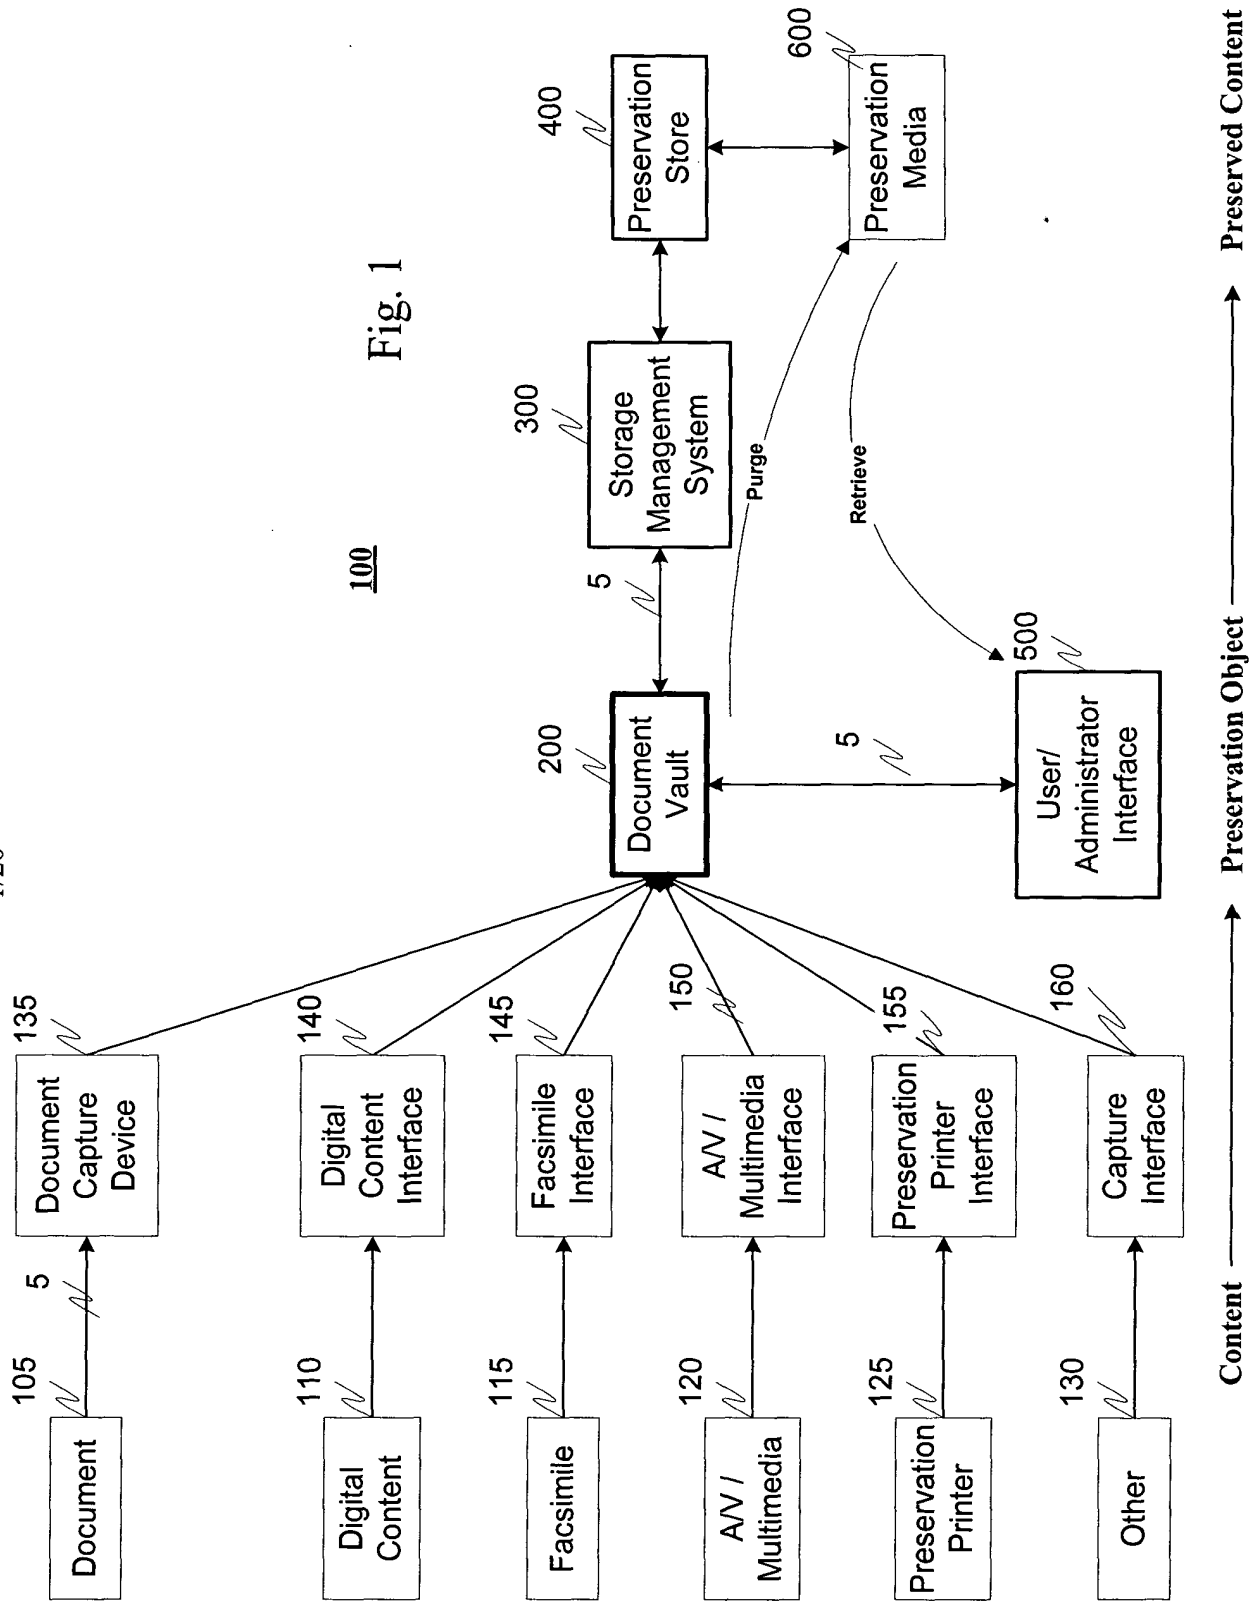 Fig. 1
100
105
Document
5
135
Document
Capture
Device
110
Digital
Content
140
Digital
Content
Interface
115
Facsimile
145
Facsimile
Interface
120
A/V /
Multimedia
150
A/V /
Multimedia
Interface
125
Preservation
Printer
155
Preservation
Printer
Interface
130
Other
160
Capture
Interface
200
Document
Vault
5
300
Storage
Management
System
400
Preservation
Store
600
Preservation
Media
Purge
Retrieve
5
500
User/
Administrator
Interface
Content
Preservation Object
Preserved Content